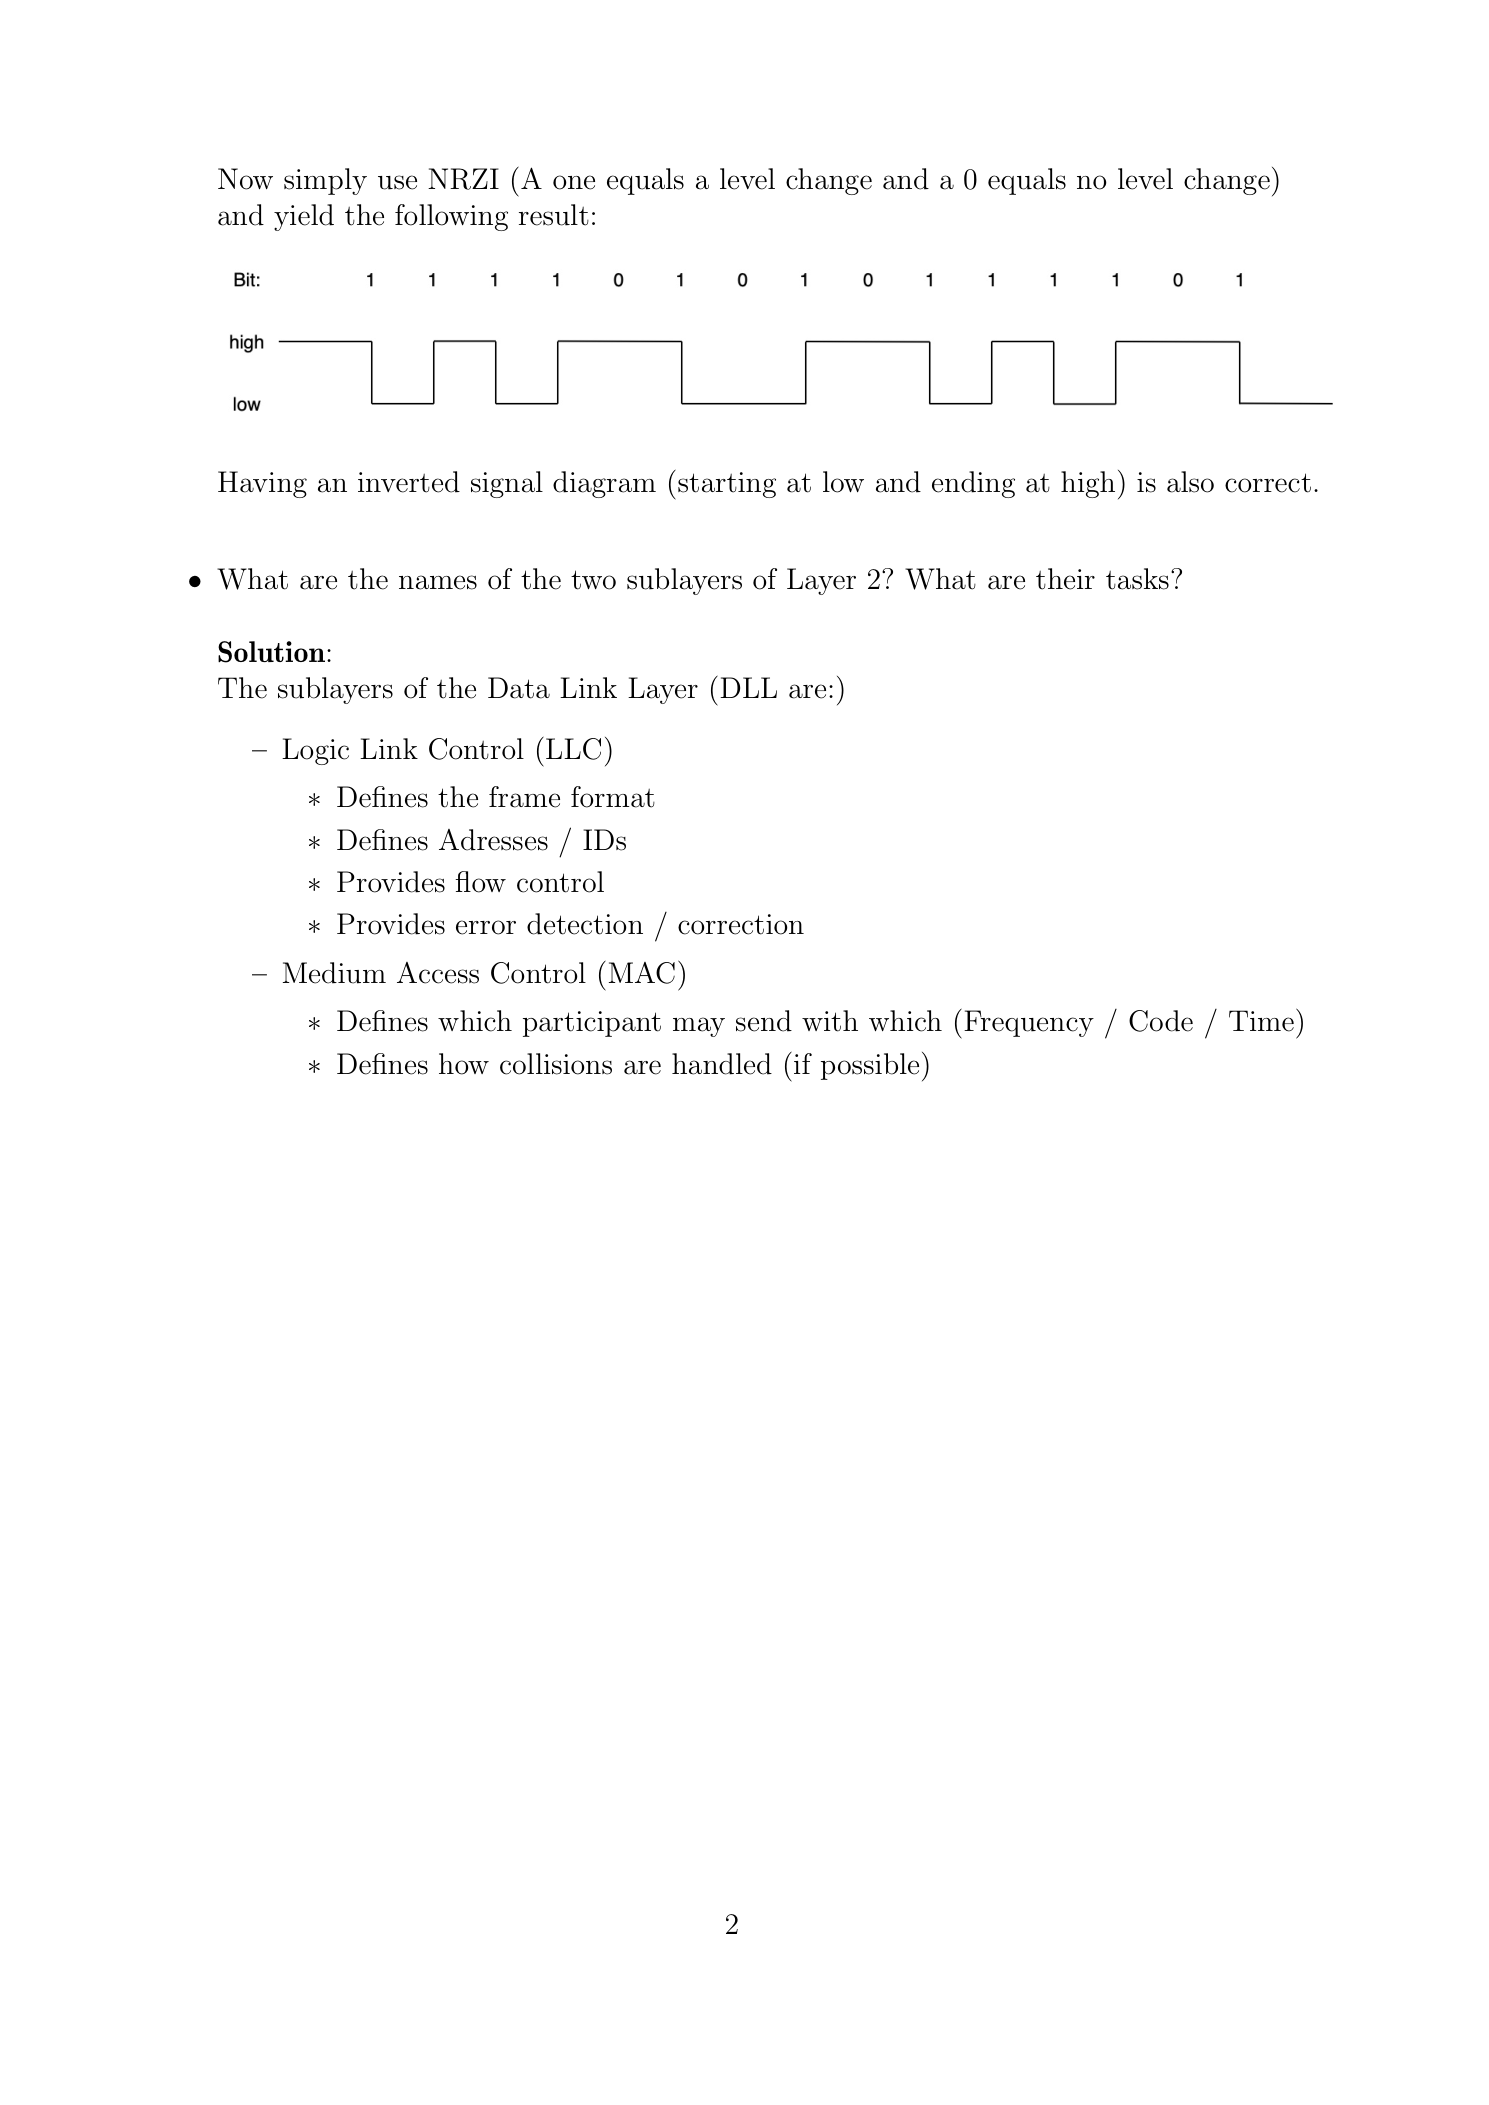 Now simply use NRZI (A one equals a level change and a 0 equals no level change)
and yield the following result:
Bit: 1 1 1 1 0 1 0 1 0 1 1 1 1 0 1
high
low
Having an inverted signal diagram (starting at low and ending at high) is also correct.
• What are the names of the two sublayers of Layer 2? What are their tasks?
Solution:
The sublayers of the Data Link Layer (DLL are:)
– Logic Link Control (LLC)
∗ Defines the frame format
∗ Defines Adresses / IDs
∗ Provides flow control
∗ Provides error detection / correction
– Medium Access Control (MAC)
∗ Defines which participant may send with which (Frequency / Code / Time)
∗ Defines how collisions are handled (if possible)
2